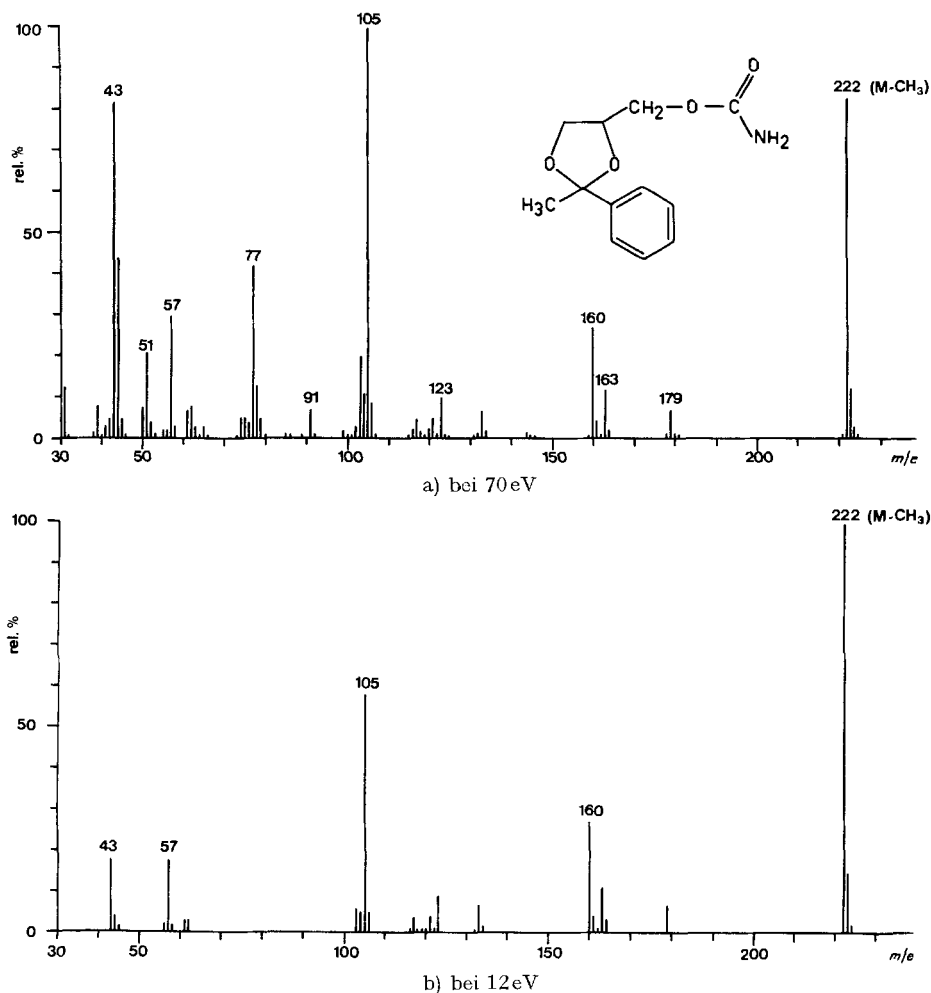 100
105
43
222 (M-CH₃)
CH₂—O—C
O
NH₂
O
O
H₃C
rel. %
50
77
57
51
160
163
123
91
179
0
30
50
100
150
200
m/e
a) bei 70 eV
100
222 (M-CH₃)
rel. %
105
50
160
43
57
0
30
50
100
150
200
m/e
b) bei 12 eV